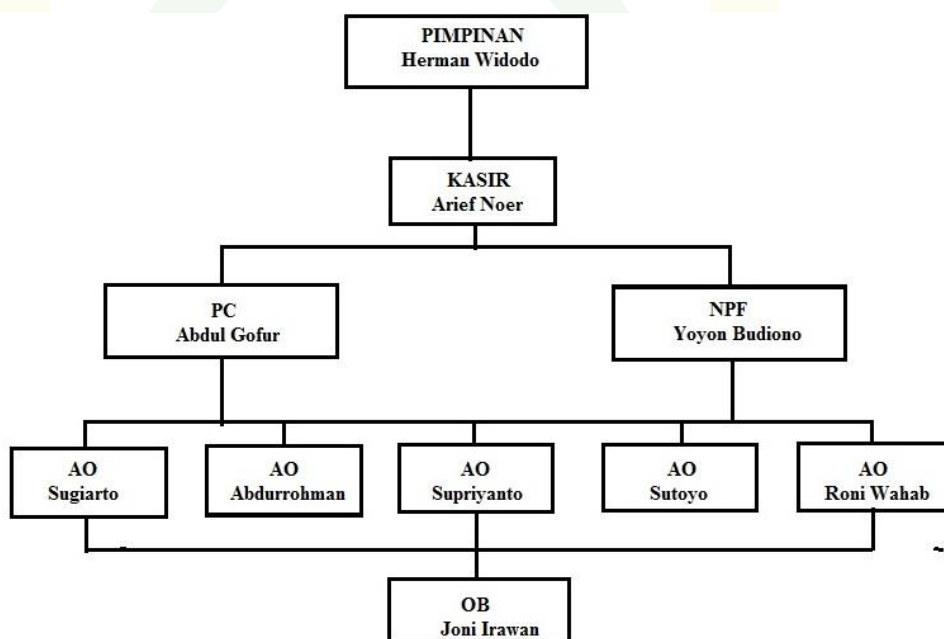 PIMPINAN
Herman Widodo
KASIR
Arief Noer
PC
Abdul Gofur
NPF
Yoyon Budiono
AO
Sugiarto
AO
Abdurrohman
AO
Supriyanto
AO
Sutoyo
AO
Roni Wahab
OB
Joni Irawan